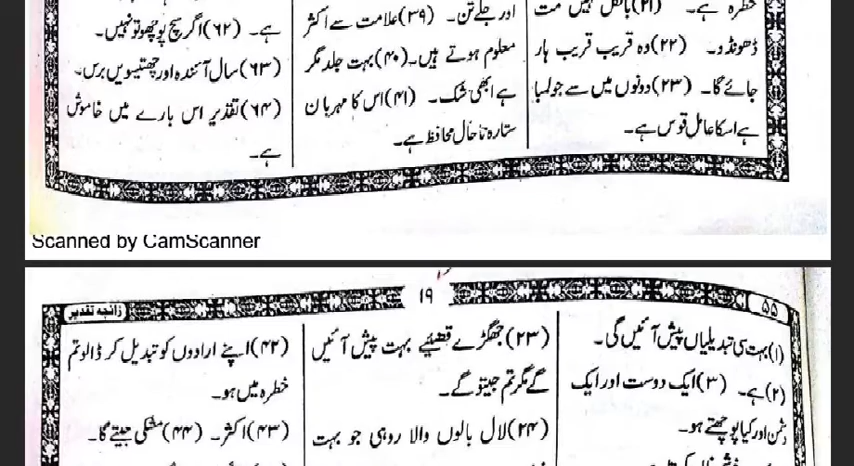 خطرہ ہے۔ (۲۱) بالکل نہیں مت
ڈھونڈو۔ (۲۲) وہ قریب قریب ہار
جائے گا۔ (۲۳) دونوں میں سے جو لمبا
ہے اسکا عامل قوس ہے۔
اور جلے تن۔ (۳۹) علامت سے اکثر
معلوم ہوتے ہیں۔ (۴۰) بہت جلد مگر
ہے ابھی شک۔ (۴۱) اس کا مہربان
ستارہ تاحال محافظ ہے۔
ہے۔ (۶۲) اگر سچ پوچھو تو نہیں۔
(۶۳) سال آئندہ اور چھتیسویں برس۔
(۶۴) تقدیر اس بارے میں خاموش
ہے۔
Scanned by CamScanner
۵۵
۱۹
زائچہ تقدیر
(۱) بہت سی تبدیلیاں پیش آئیں گی۔
(۲) ہے۔ (۳) ایک دوست اور ایک
دشمن اور کیا پوچھتے ہو۔
(۲۳) جھگڑے قضیئے بہت پیش آئیں
گے مگر تم جیتو گے۔
(۲۴) لال بالوں والا روہی جو بہت
(۴۲) اپنے ارادوں کو تبدیل کر ڈالو تم
خطرہ میں ہو۔
(۴۳) اکثر۔ (۴۴) مشکی جیتے گا۔